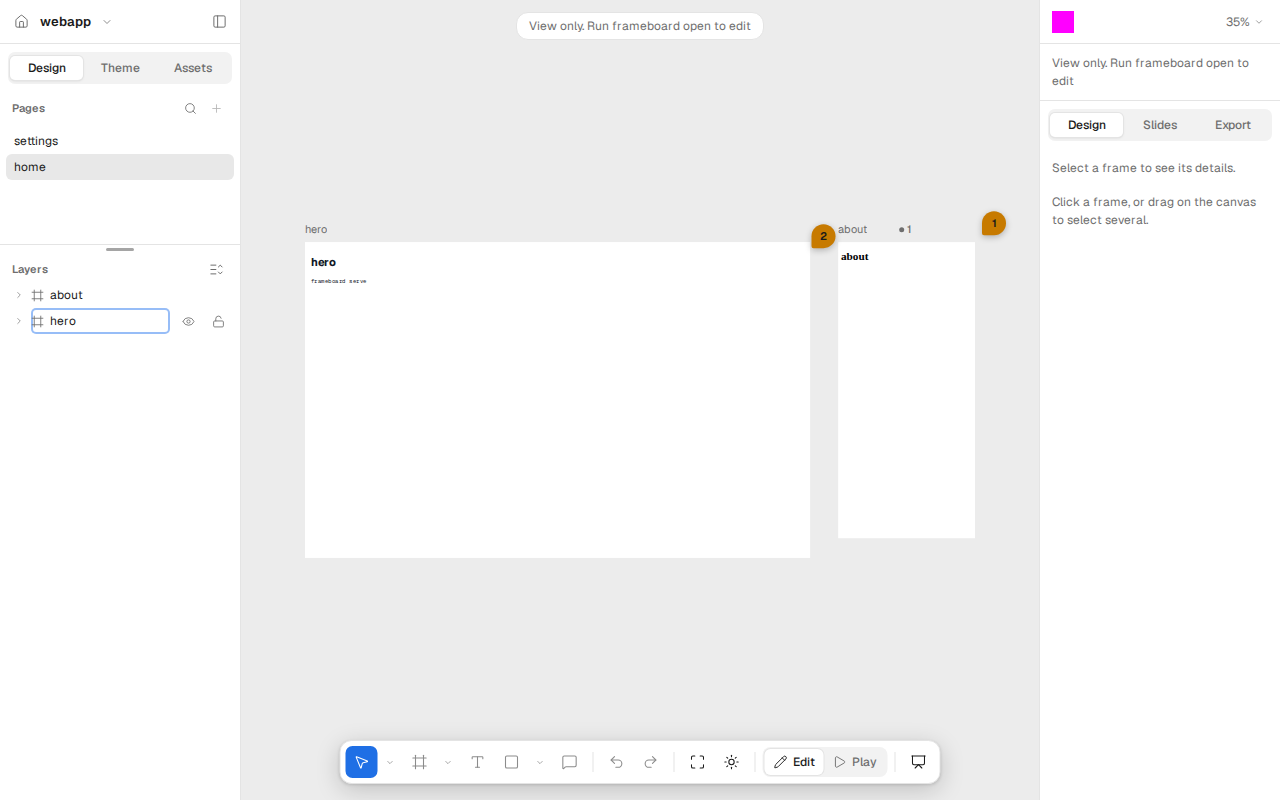 webapp
Design
Theme
Assets
Pages
settings
home
Layers
about
hero
View only. Run frameboard open to edit
hero
2
about
1
1
hero
frameboard serve
about
Edit
Play
35%
View only. Run frameboard open to
edit
Design
Slides
Export
Select a frame to see its details.
Click a frame, or drag on the canvas
to select several.